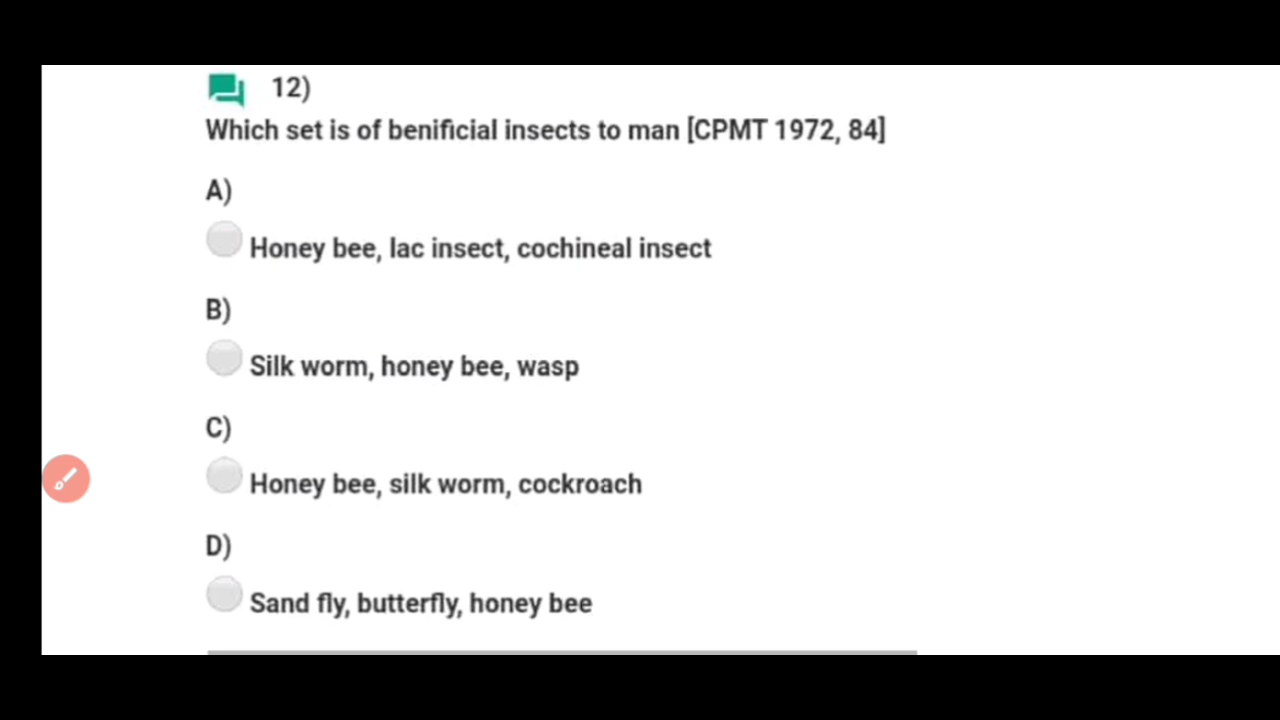 12)
Which set is of benificial insects to man [CPMT 1972, 84]
A)
Honey bee, lac insect, cochineal insect
B)
Silk worm, honey bee, wasp
C)
Honey bee, silk worm, cockroach
D)
Sand fly, butterfly, honey bee